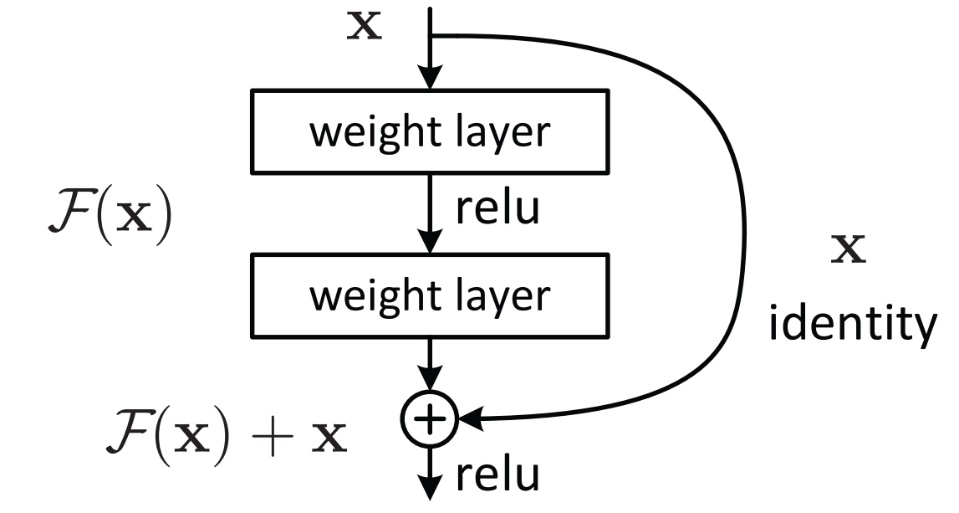 x
weight layer
relu
F(x)
weight layer
x
identity
F(x) + x
relu